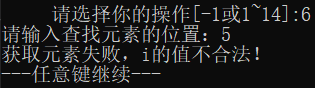 请选择你的操作[-1或1~14]:6
请输入查找元素的位置：5
获取元素失败，i的值不合法！
---任意键继续---